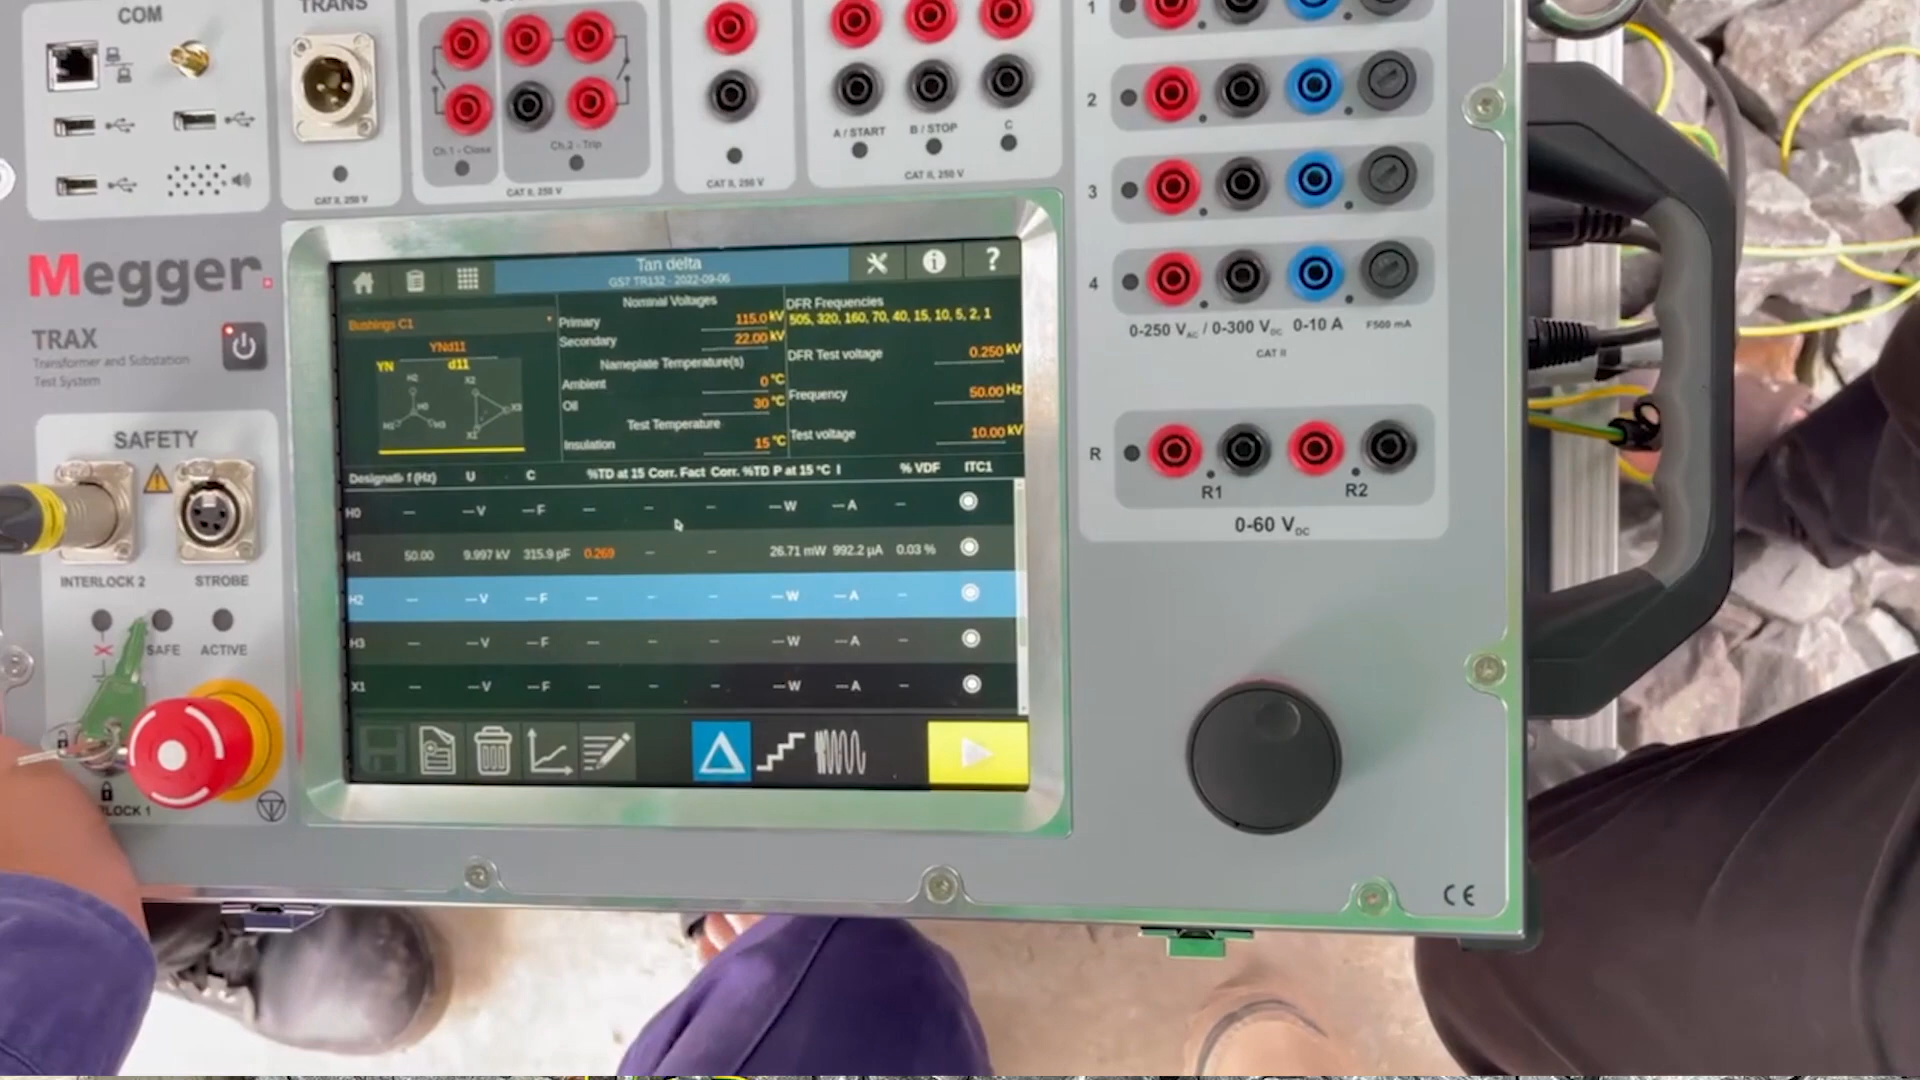 COM
TRANS
Ch.1 - Close
Ch.2 - Trip
CAT II, 250 V
CAT II, 250 V
CAT II, 250 V
A / START
B / STOP
C
CAT II, 250 V
1
2
3
4
0-250 VAC / 0-300 VDC
0-10 A
F500 mA
CAT II
R
R1
R2
0-60 VDC
Megger
TRAX
Transformer and Substation
Test System
SAFETY
INTERLOCK 2
STROBE
SAFE
ACTIVE
LOCK 1
Tan delta
GS7 TR132 - 2022-09-06
?
Bushings C1
YNd11
YN
d11
H2
H0
H3
X2
X3
Nominal Voltages
Primary 115.0 kV
Secondary 22.00 kV
Nameplate Temperature(s)
Ambient 0 °C
Oil 30 °C
Test Temperature
Insulation 15 °C
DFR Frequencies
505, 320, 160, 70, 40, 15, 10, 5, 2, 1
DFR Test voltage 0.250 kV
Frequency 50.00 Hz
Test voltage 10.00 kV
Designati f (Hz) U C %TD at 15 Corr. Fact Corr. %TD P at 15 °C I % VDF ITC1
H0 --- --- V --- F --- --- --- --- W --- A ---
H1 50.00 9.997 kV 315.9 pF 0.269 --- --- 26.71 mW 992.2 µA 0.03 %
H2 --- --- V --- F --- --- --- --- W --- A ---
H3 --- --- V --- F --- --- --- --- W --- A ---
X1 --- --- V --- F --- --- --- --- W --- A ---
CE